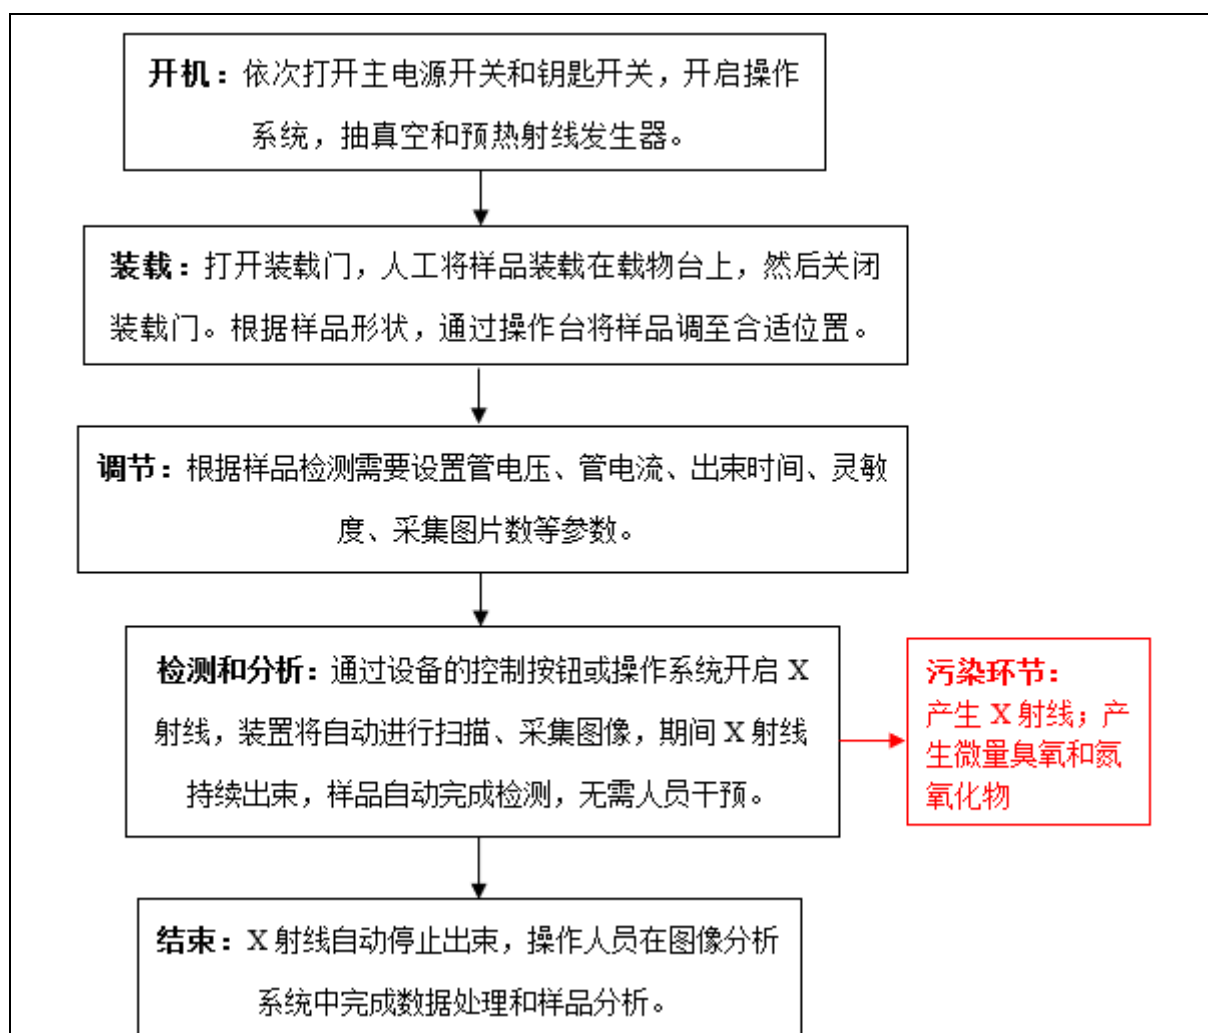 开机：依次打开主电源开关和钥匙开关，开启操作
系统，抽真空和预热射线发生器。
装载：打开装载门，人工将样品装载在载物台上，然后关闭
装载门。根据样品形状，通过操作台将样品调至合适位置。
调节：根据样品检测需要设置管电压、管电流、出束时间、灵敏
度、采集图片数等参数。
检测和分析：通过设备的控制按钮或操作系统开启 X
射线，装置将自动进行扫描、采集图像，期间 X 射线
持续出束，样品自动完成检测，无需人员干预。
污染环节：
产生 X 射线；产
生微量臭氧和氮
氧化物
结束：X 射线自动停止出束，操作人员在图像分析
系统中完成数据处理和样品分析。